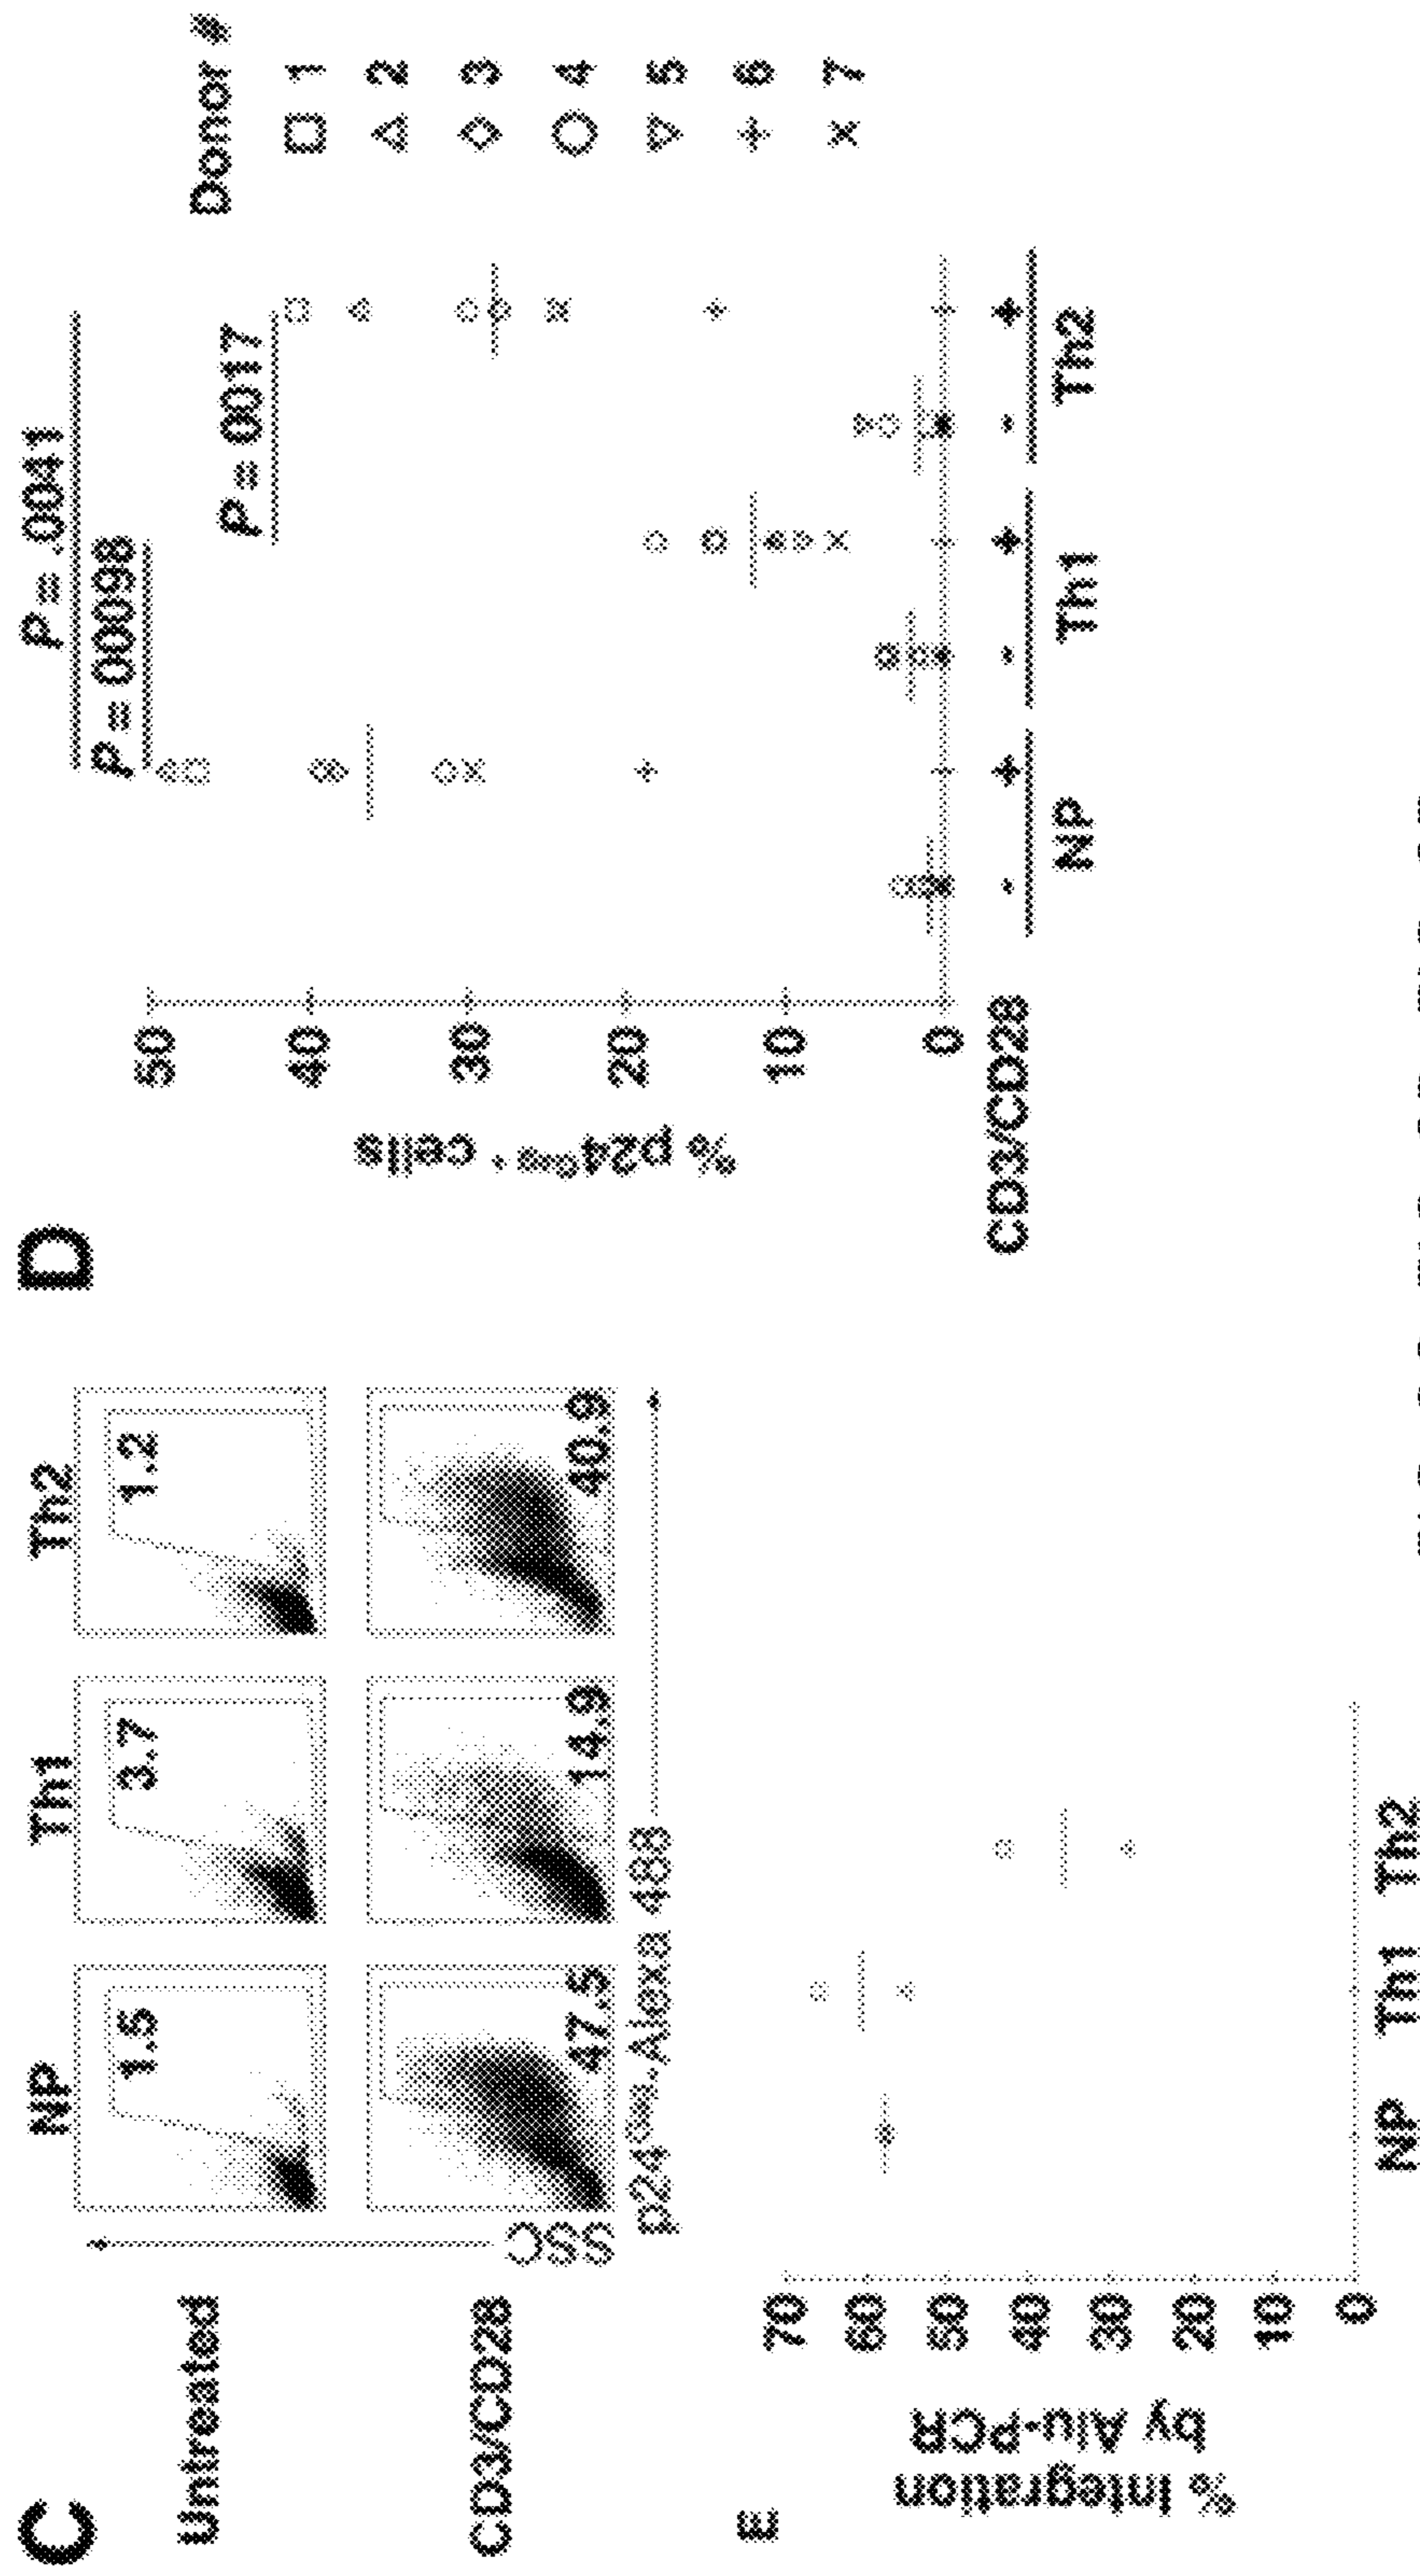 C
NP Th1 Th2
Untreated
1.5 3.7 1.2
CD3/CD28
47.5 14.9 40.9
SSC
p24Gag-Alexa 488
D
P = .0041
P = 00098
P = 0017
50
40
30
20
10
0
% p24Gag+ cells
CD3/CD28 - + - + - +
NP Th1 Th2
Donor #
1
2
3
4
5
6
7
E
% Integration
by Alu-PCR
70
60
50
40
30
20
10
0
NP Th1 Th2